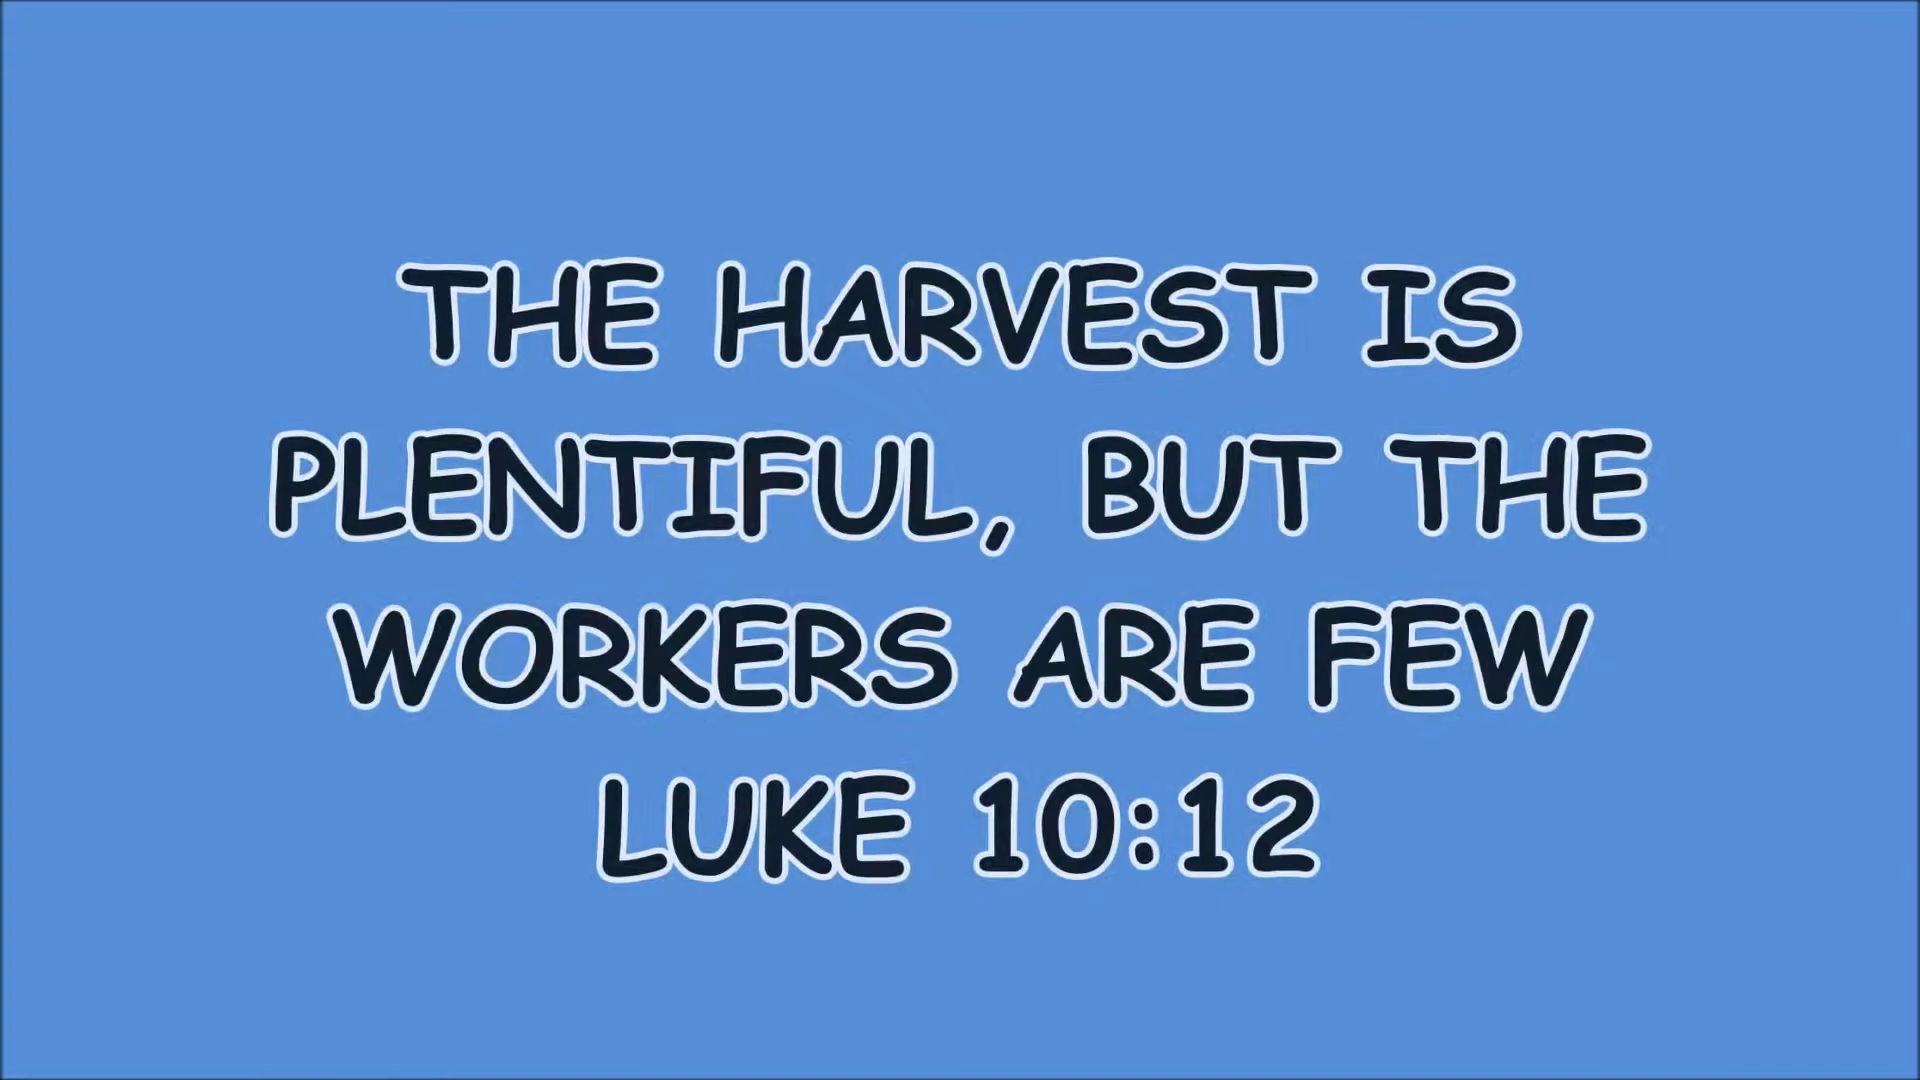 THE HARVEST IS
PLENTIFUL, BUT THE
WORKERS ARE FEW
LUKE 10:12